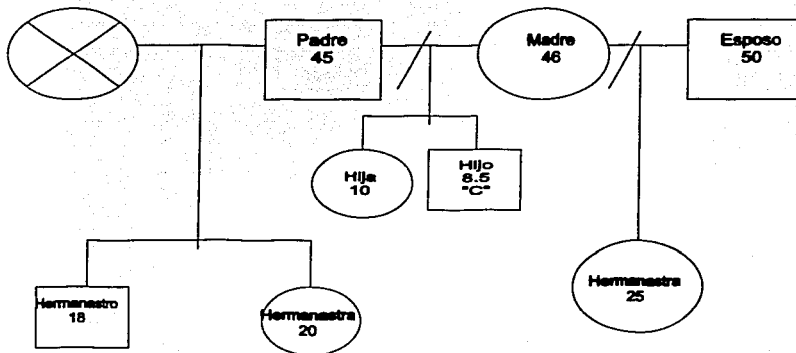 Padre
45
Madre
46
Esposo
50
Hija
10
Hijo
8.5
"C"
Hermanastro
18
Hermanastra
20
Hermanastra
25